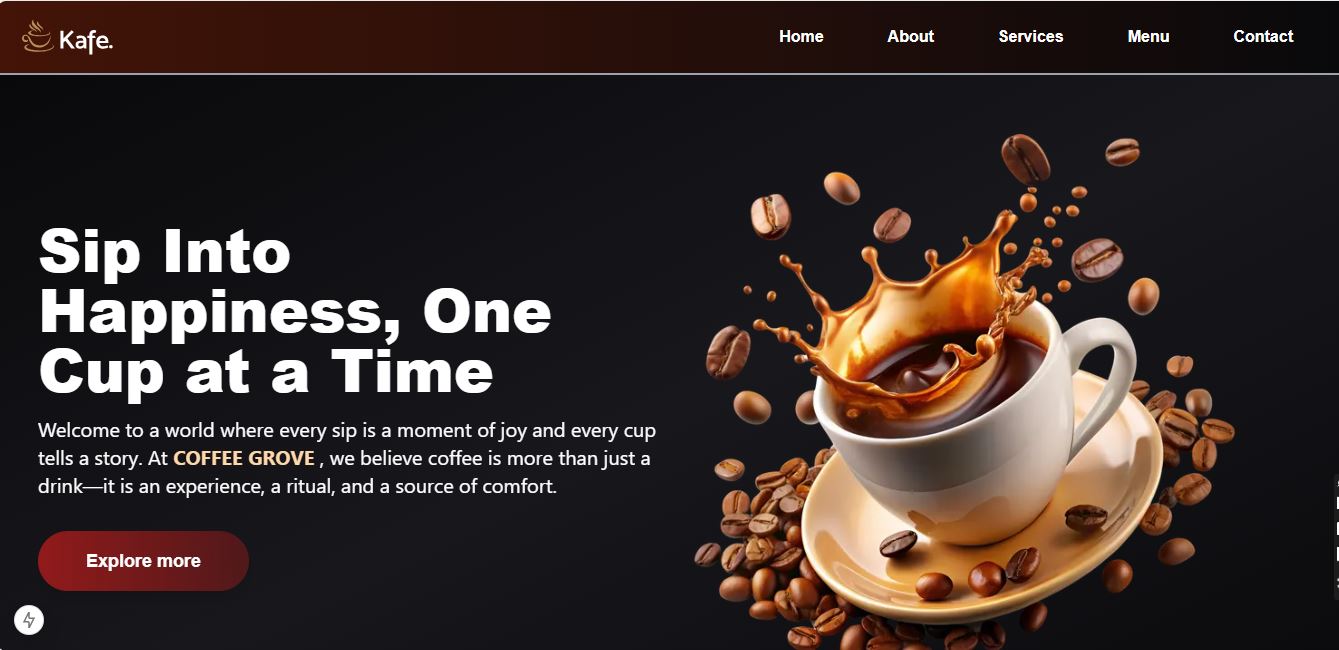 Kafe.
Home About Services Menu Contact
Sip Into
Happiness, One
Cup at a Time
Welcome to a world where every sip is a moment of joy and every cup
tells a story. At COFFEE GROVE , we believe coffee is more than just a
drink—it is an experience, a ritual, and a source of comfort.
Explore more